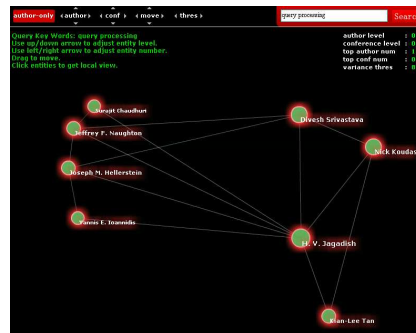 author-only author conf move thres query processing Sear
Query Key Words: query processing
Use up/down arrow to adjust entity level.
Use left/right arrow to adjust entity number.
Drag to move.
Click entities to get local view.
author level : 0
conference level : 0
top author num : 1
top conf num : 0
variance thres : 0
Surajit Chaudhuri
Divesh Srivastava
Jeffrey F. Naughton
Nick Koudas
Joseph M. Hellerstein
Yannis E. Ioannidis
H. V. Jagadish
Kian-Lee Tan